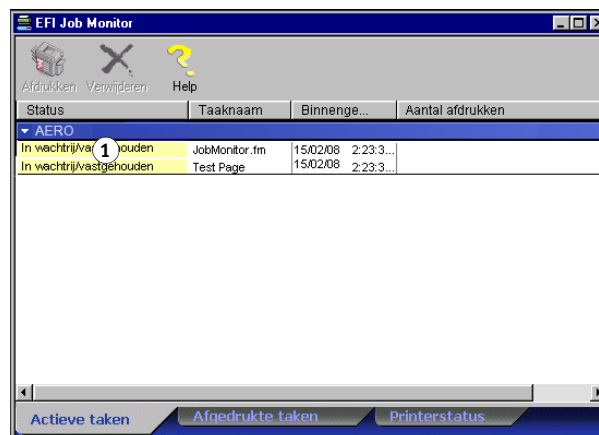 EFI Job Monitor
Afdrukken Verwijderen Help
Status Taaknaam Binnenge... Aantal afdrukken
AERO
In wachtrij/va 1 ouden JobMonitor.fm 15/02/08 2:23:3...
In wachtrij/vastgehouden Test Page 15/02/08 2:23:3...
Actieve taken Afgedrukte taken Printerstatus